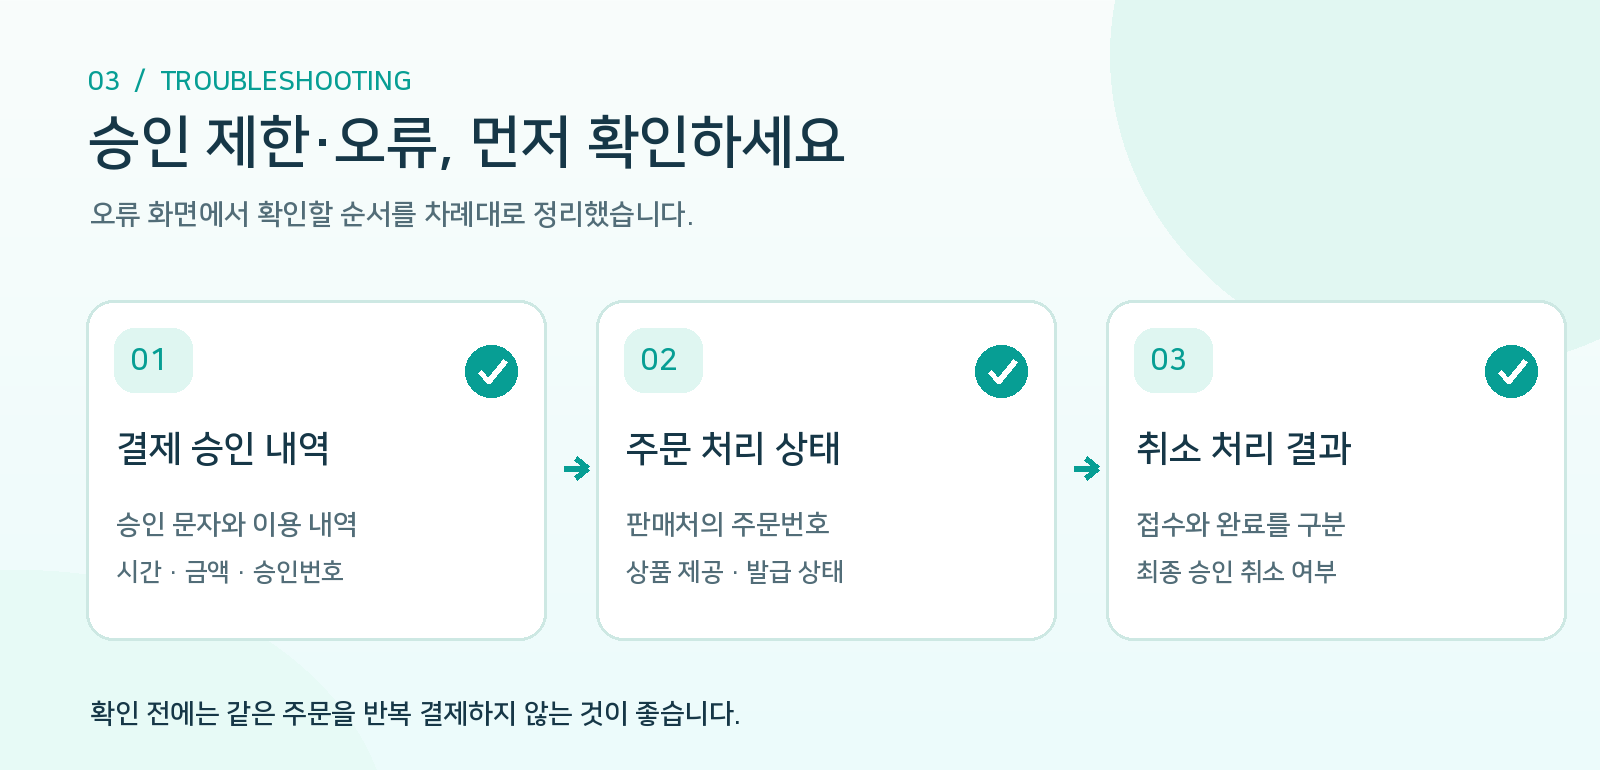 03 / TROUBLESHOOTING
승인 제한·오류, 먼저 확인하세요
오류 화면에서 확인할 순서를 차례대로 정리했습니다.
01
결제 승인 내역
승인 문자와 이용 내역
시간 · 금액 · 승인번호
02
주문 처리 상태
판매처의 주문번호
상품 제공 · 발급 상태
03
취소 처리 결과
접수와 완료를 구분
최종 승인 취소 여부
확인 전에는 같은 주문을 반복 결제하지 않는 것이 좋습니다.